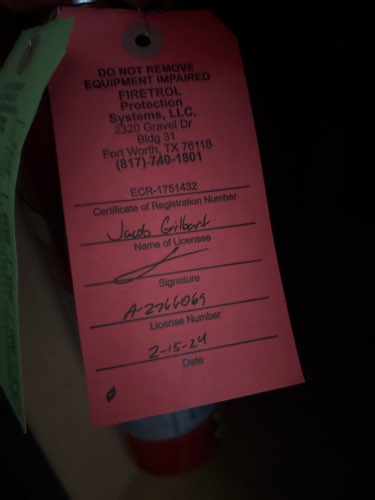 DO NOT REMOVE
EQUIPMENT IMPAIRED
FIRETROL
Protection
Systems, LLC.
2320 Gravel Dr
Bldg 31
Fort Worth, TX 76118
(817) 740-1801
ECR-1751432
Certificate of Registration Number
Jacob Gilbert
Name of Licensee
Signature
A-2766069
License Number
2-15-24
Date